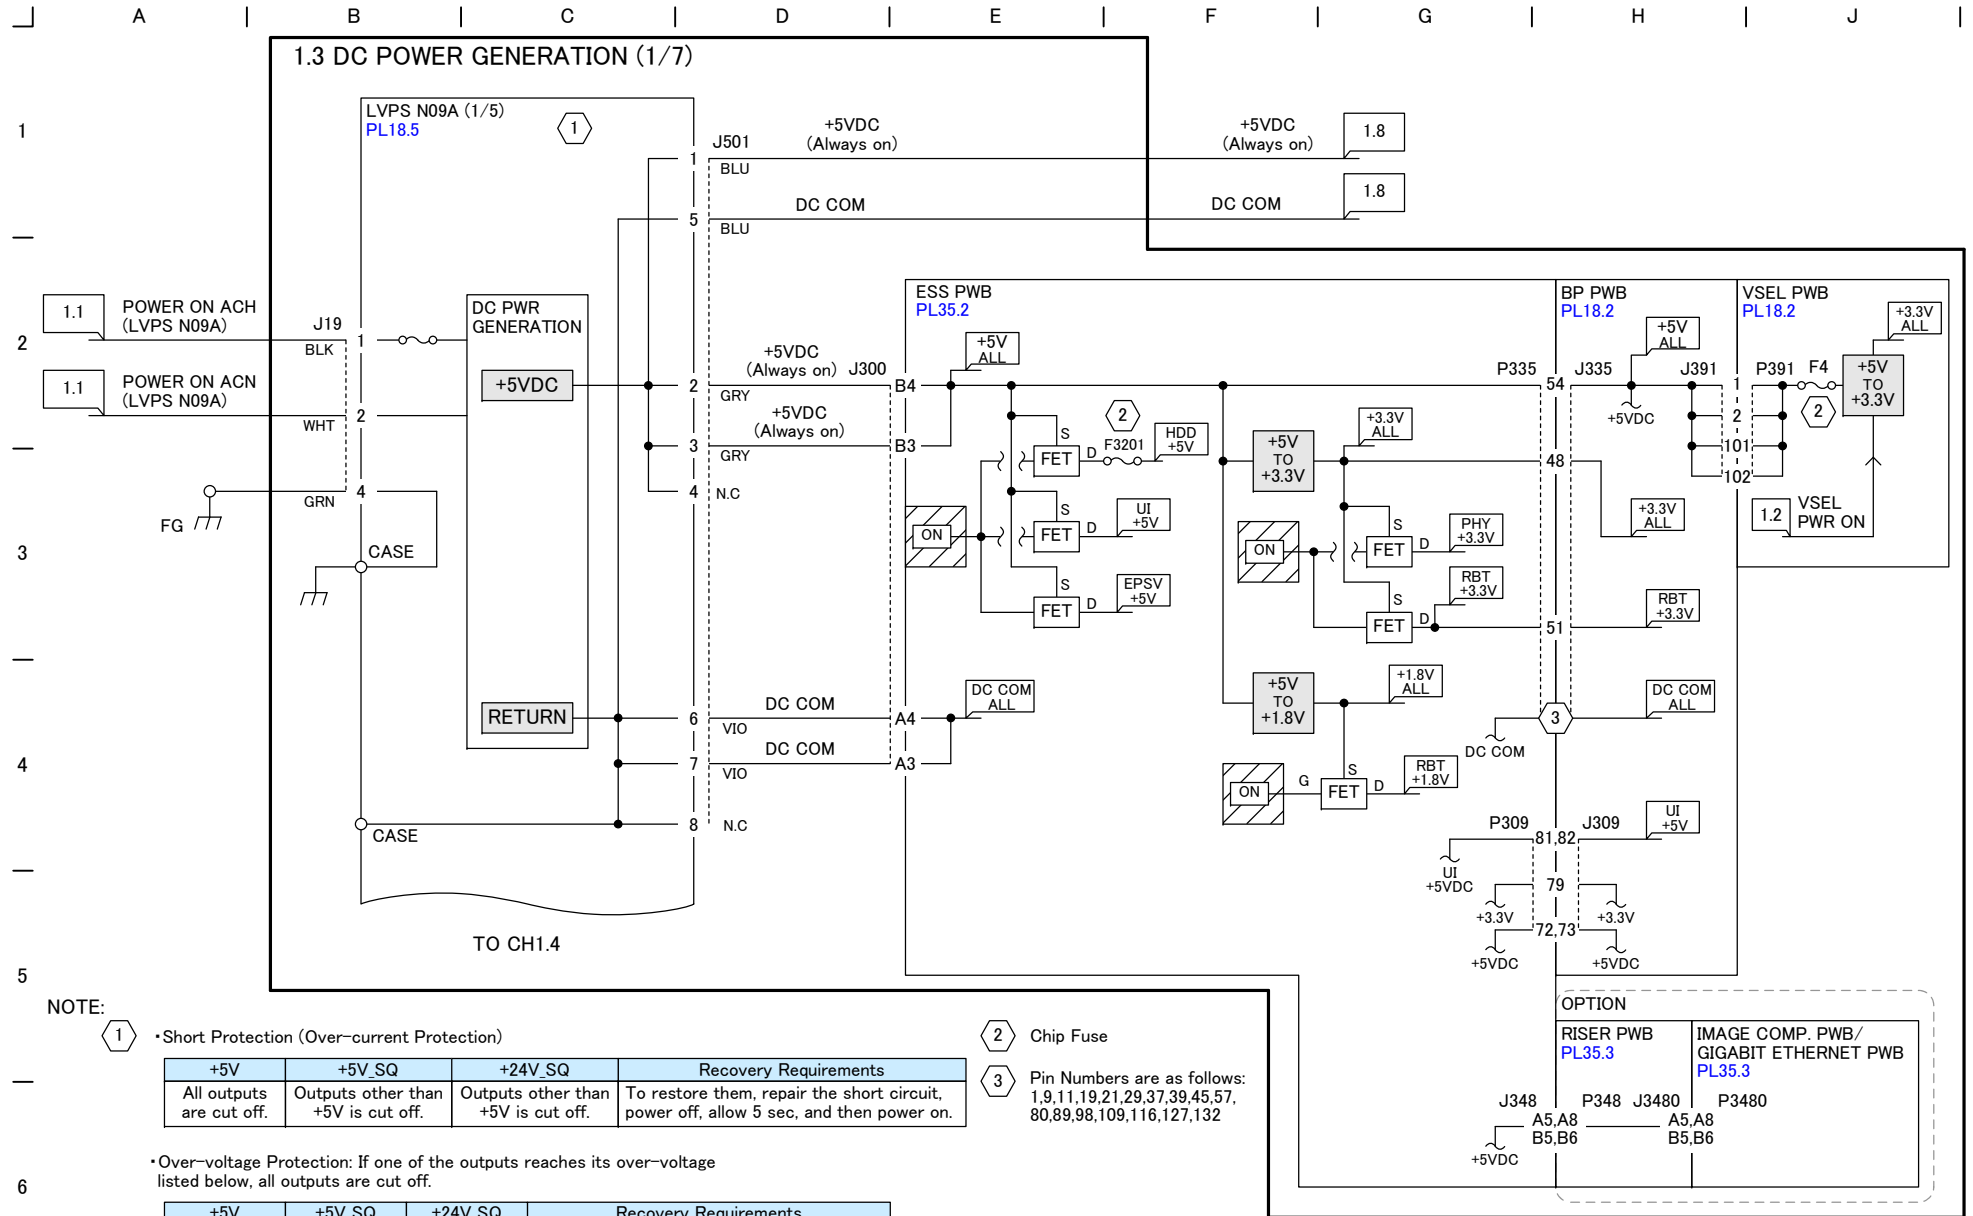 A B C D E F G H J
1.3 DC POWER GENERATION (1/7)
1
LVPS N09A (1/5)
PL18.5
1
J501
+5VDC
(Always on)
+5VDC
(Always on)
1.8
1
BLU
DC COM
DC COM
1.8
5
BLU
2
1.1
POWER ON ACH
(LVPS N09A)
J19
1
BLK
1.1
POWER ON ACN
(LVPS N09A)
2
WHT
4
GRN
FG
CASE
DC PWR
GENERATION
+5VDC
+5VDC
(Always on)
J300
2
GRY
B4
+5VDC
(Always on)
3
GRY
B3
4
N.C
ESS PWB
PL35.2
+5V
ALL
2
S
FET
D
F3201
HDD
+5V
3
ON
S
FET
D
UI
+5V
S
FET
D
EPSV
+5V
+5V
TO
+3.3V
+3.3V
ALL
ON
S
FET
D
PHY
+3.3V
S
FET
D
RBT
+3.3V
BP PWB
PL18.2
VSEL PWB
PL18.2
+5V
ALL
+3.3V
ALL
P335
54
J335
J391
1
P391
F4
+5V
TO
+3.3V
+5VDC
2
2
101
102
48
+3.3V
ALL
1.2
VSEL
PWR ON
51
RBT
+3.3V
4
RETURN
DC COM
6
VIO
A4
DC COM
ALL
DC COM
7
VIO
A3
8
N.C
CASE
+5V
TO
+1.8V
+1.8V
ALL
ON
G
S
FET
D
RBT
+1.8V
3
DC COM
DC COM
ALL
P309
81,82
J309
UI
+5V
UI
+5VDC
79
+3.3V
+3.3V
72,73
+5VDC
+5VDC
TO CH1.4
5
OPTION
RISER PWB
PL35.3
IMAGE COMP. PWB/
GIGABIT ETHERNET PWB
PL35.3
J348
P348
J3480
P3480
A5,A8
B5,B6
A5,A8
B5,B6
+5VDC
6
NOTE:
1
・Short Protection (Over-current Protection)
+5V +5V_SQ +24V_SQ Recovery Requirements
All outputs
are cut off.
Outputs other than
+5V is cut off.
Outputs other than
+5V is cut off.
To restore them, repair the short circuit,
power off, allow 5 sec, and then power on.
・Over-voltage Protection: If one of the outputs reaches its over-voltage
listed below, all outputs are cut off.
+5V +5V_SQ +24V_SQ Recovery Requirements
2
Chip Fuse
3
Pin Numbers are as follows:
1,9,11,19,21,29,37,39,45,57,
80,89,98,109,116,127,132